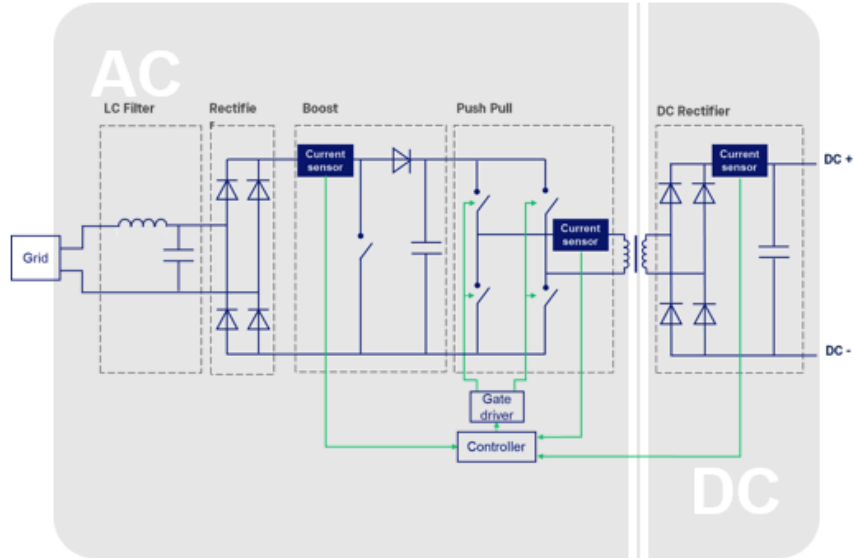 AC
LC Filter
Rectifie
r
Boost
Push Pull
DC Rectifier
Current
sensor
Current
sensor
DC +
Current
sensor
Grid
DC -
Gate
driver
Controller
DC